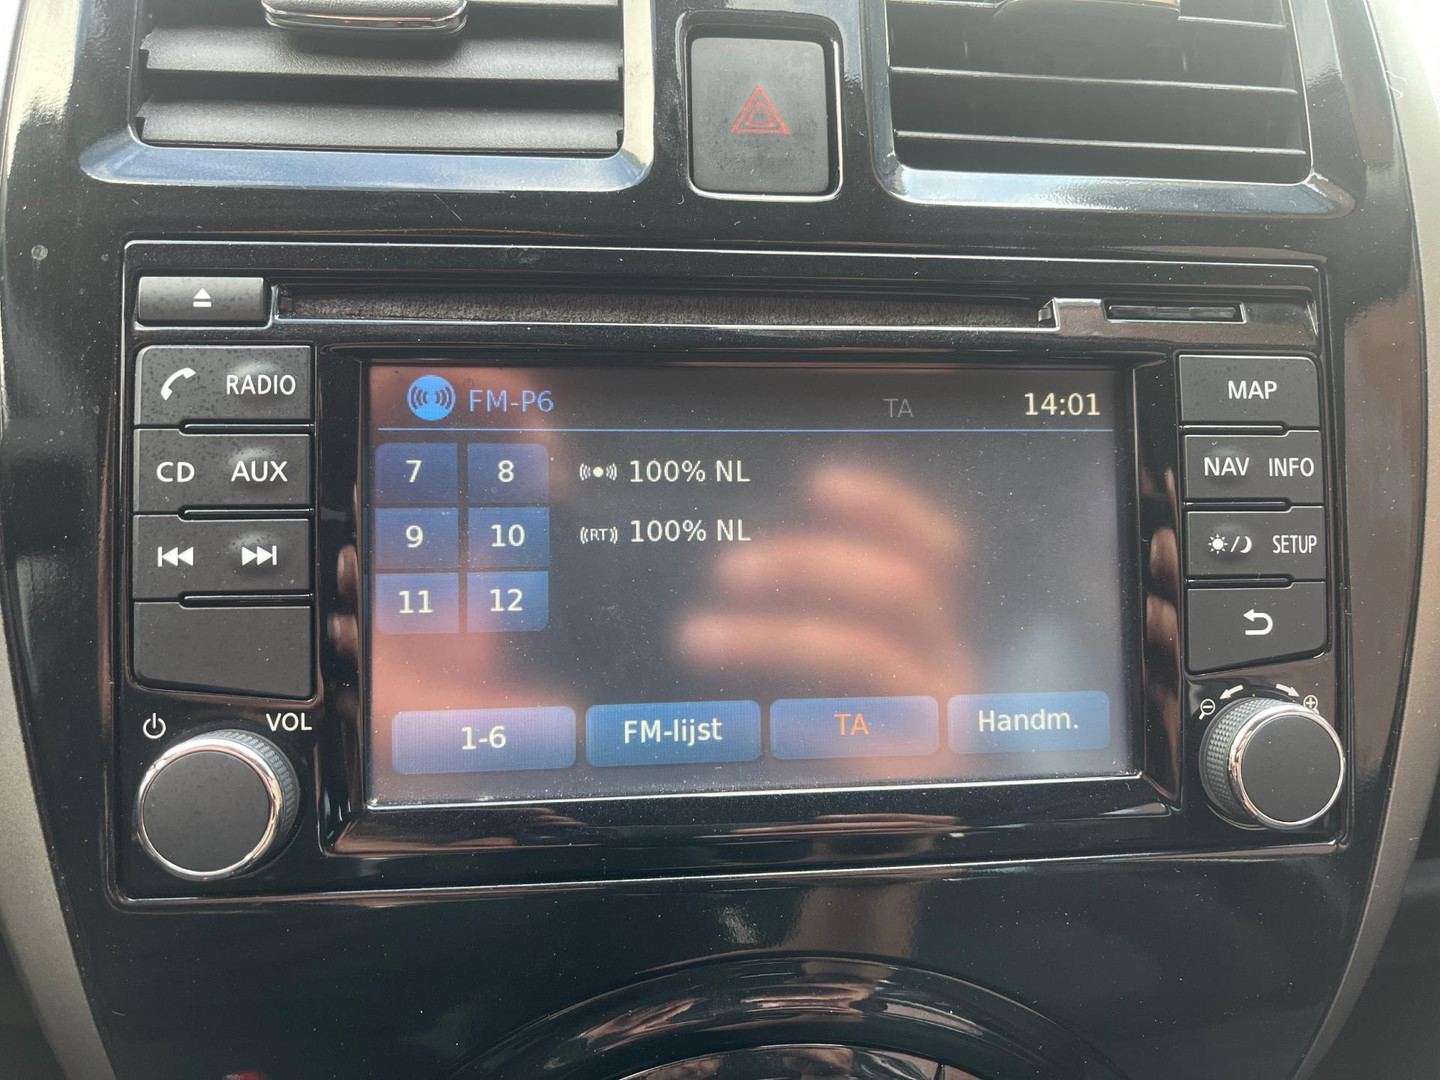 RADIO
CD AUX
VOL
FM-P6 TA 14:01
7 8
9 10
11 12
100% NL
RT 100% NL
1-6 FM-lijst TA Handm.
MAP
NAV INFO
SETUP